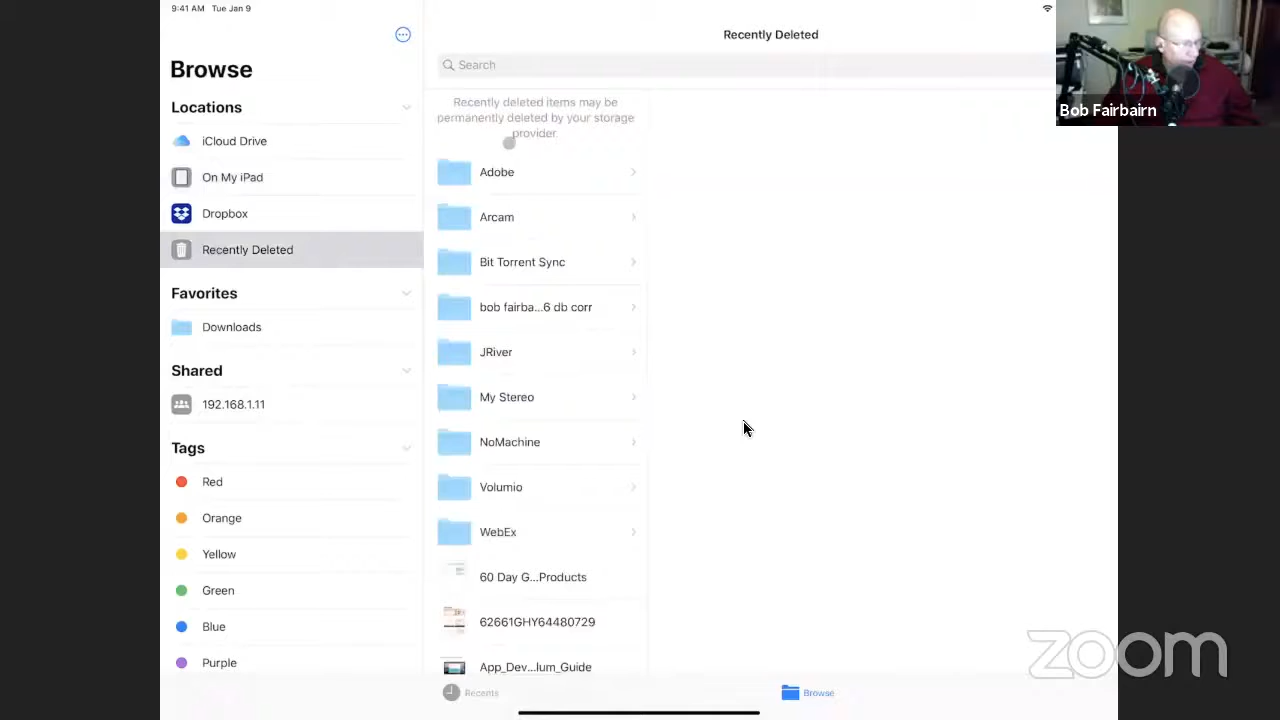 9:41 AM Tue Jan 9
Browse
Locations
iCloud Drive
On My iPad
Dropbox
Recently Deleted
Favorites
Downloads
Shared
192.168.1.11
Tags
Red
Orange
Yellow
Green
Blue
Purple
Recently Deleted
Search
Recently deleted items may be
permanently deleted by your storage
provider.
Adobe
Arcam
Bit Torrent Sync
bob fairba...6 db corr
JRiver
My Stereo
NoMachine
Volumio
WebEx
60 Day G...Products
62661GHY64480729
App_Dev...lum_Guide
Recents
Browse
Bob Fairbairn
zoom